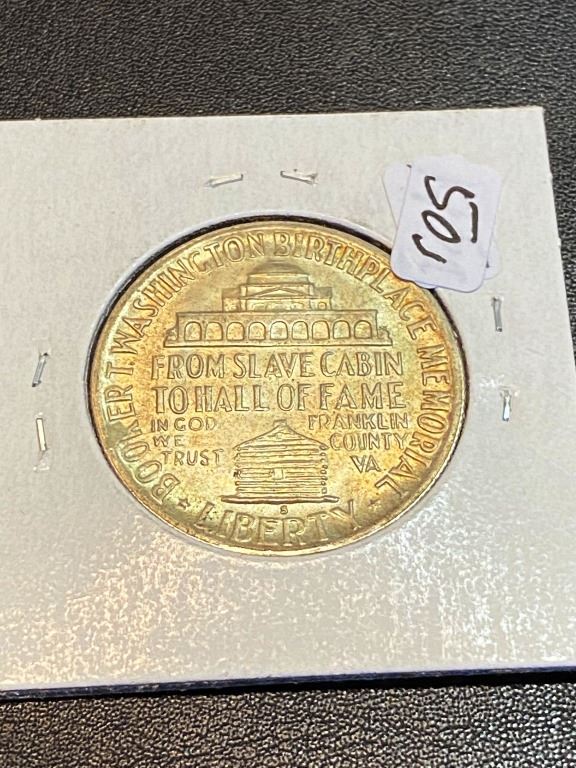 501
BOOKER T. WASHINGTON BIRTHPLACE MEMORIAL
FROM SLAVE CABIN
TO HALL OF FAME
IN GOD FRANKLIN
WE COUNTY
TRUST VA
S
LIBERTY